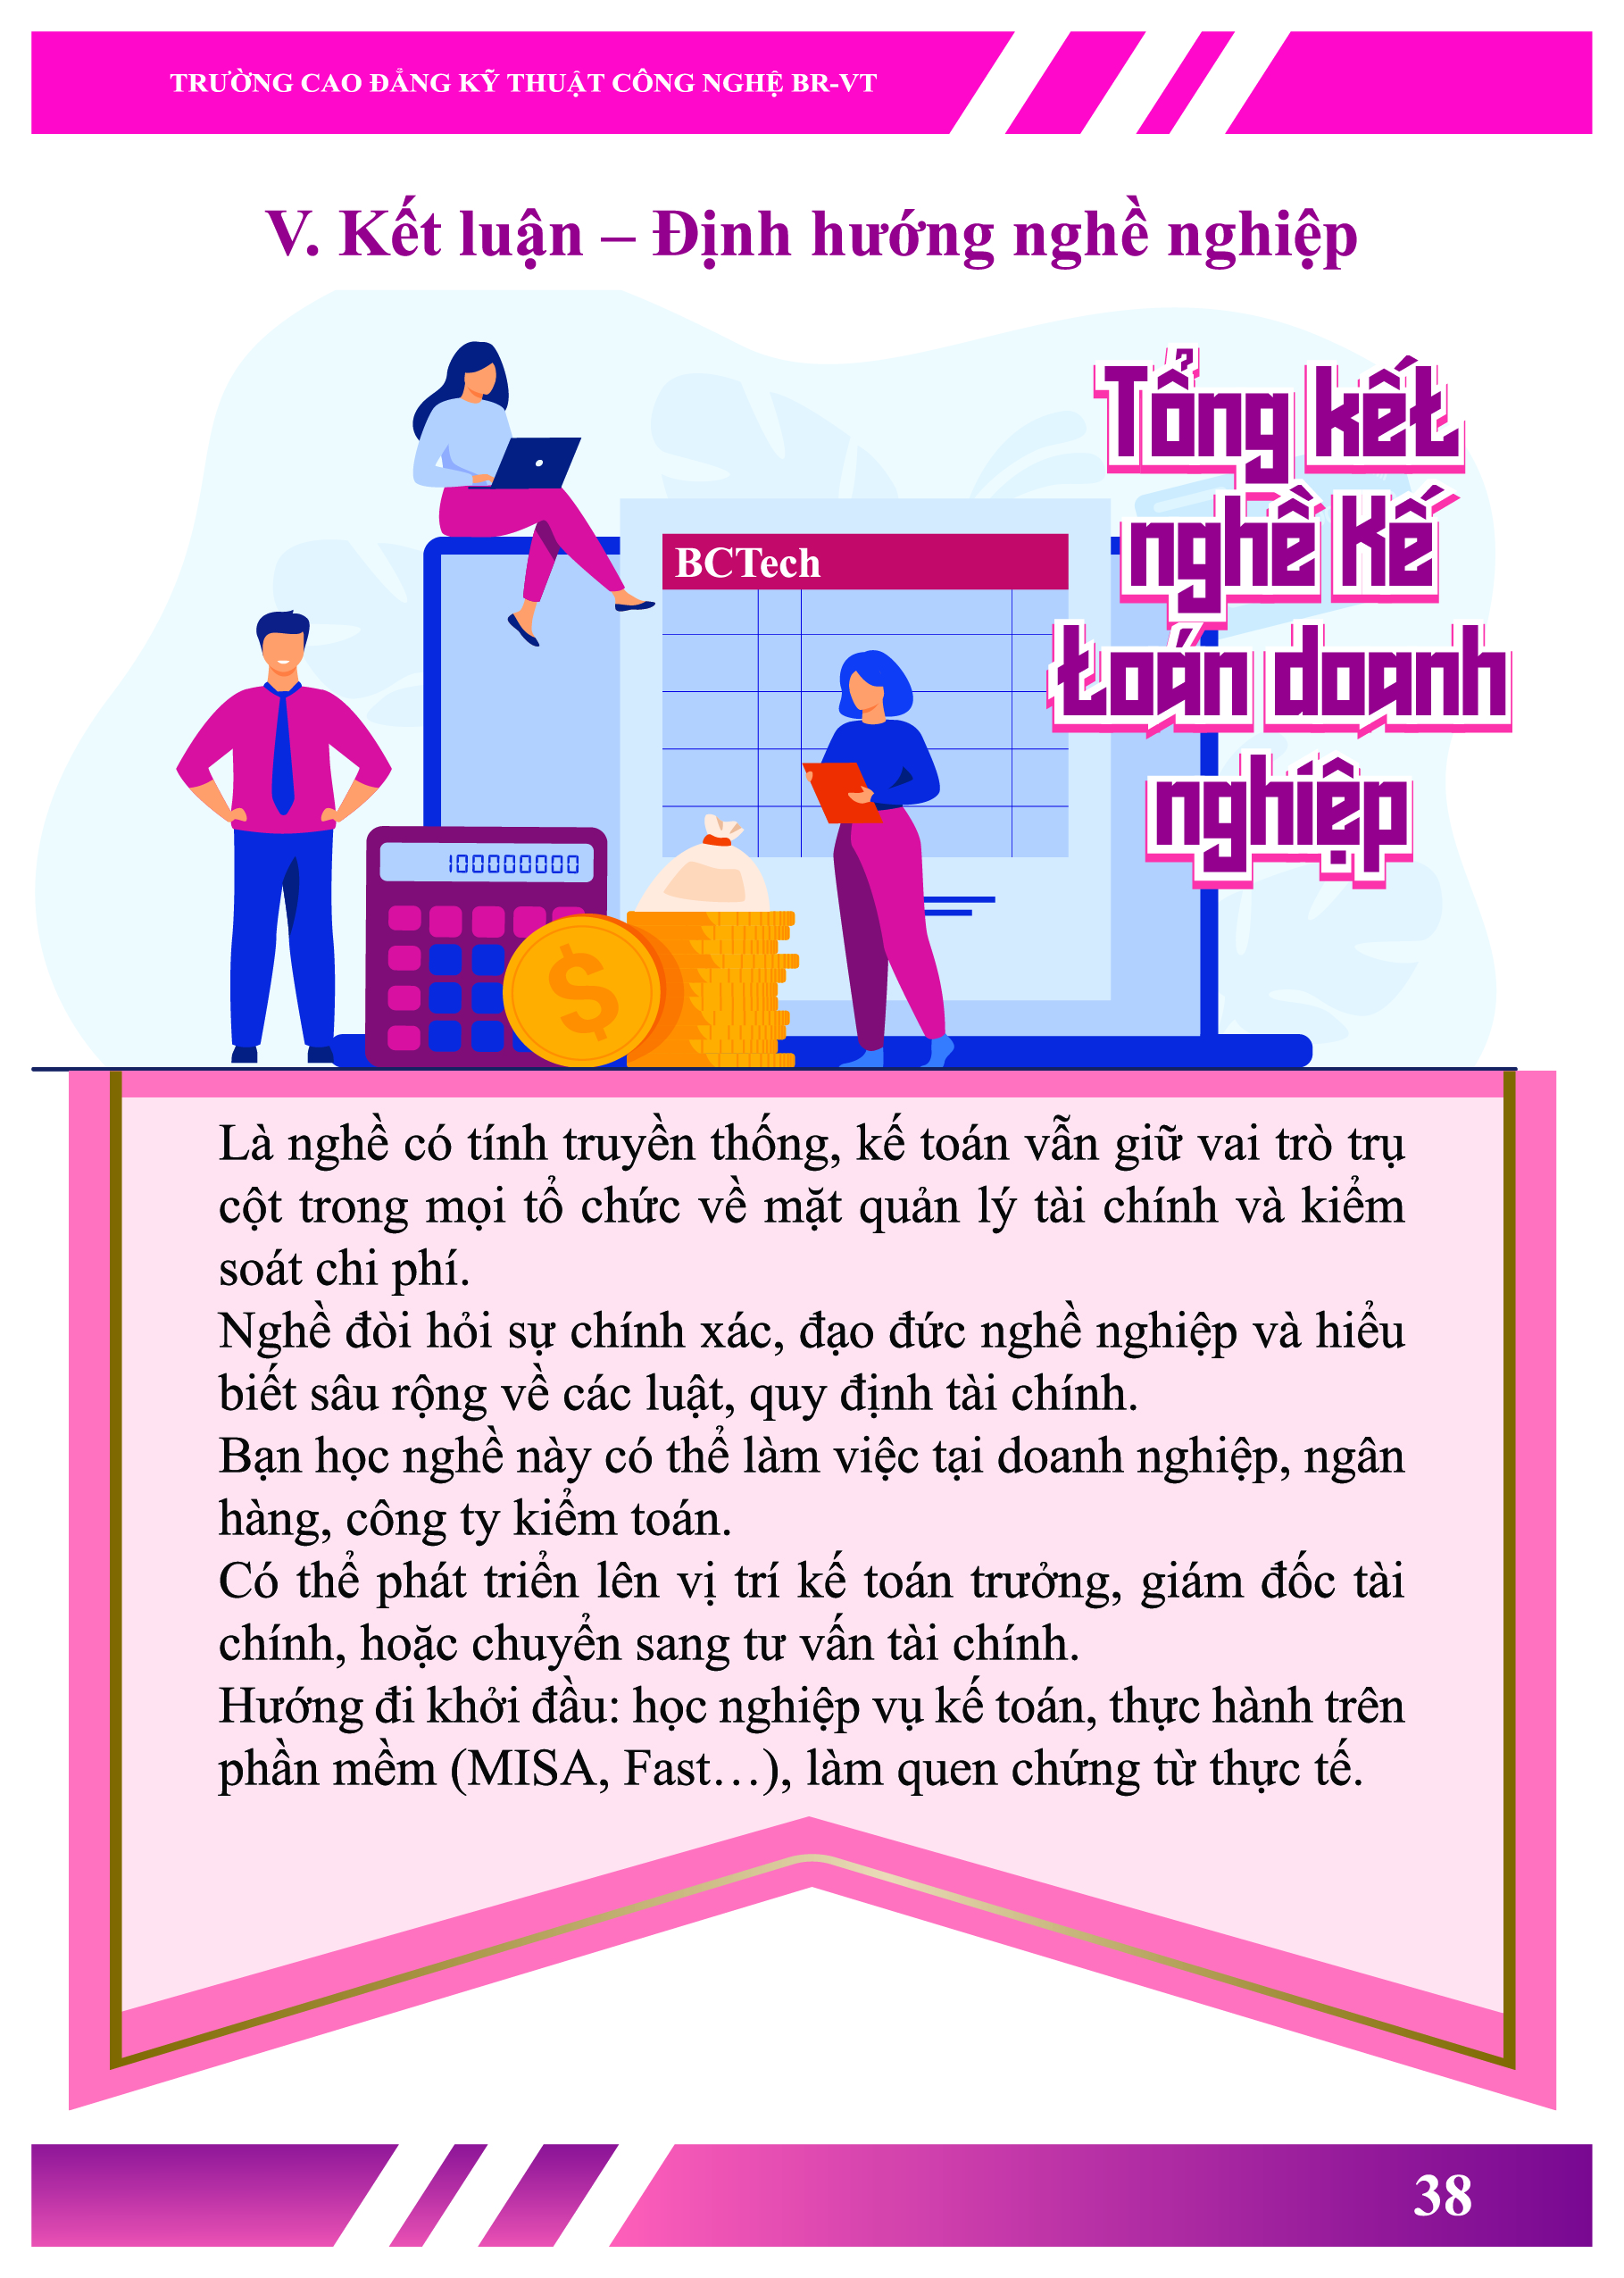 TRƯỜNG CAO ĐẲNG KỸ THUẬT CÔNG NGHỆ BR-VT
V. Kết luận – Định hướng nghề nghiệp
Tổng kết
nghề Kế
toán doanh
nghiệp
BCTech
100000000
Là nghề có tính truyền thống, kế toán vẫn giữ vai trò trụ
cột trong mọi tổ chức về mặt quản lý tài chính và kiểm
soát chi phí.
Nghề đòi hỏi sự chính xác, đạo đức nghề nghiệp và hiểu
biết sâu rộng về các luật, quy định tài chính.
Bạn học nghề này có thể làm việc tại doanh nghiệp, ngân
hàng, công ty kiểm toán.
Có thể phát triển lên vị trí kế toán trưởng, giám đốc tài
chính, hoặc chuyển sang tư vấn tài chính.
Hướng đi khởi đầu: học nghiệp vụ kế toán, thực hành trên
phần mềm (MISA, Fast…), làm quen chứng từ thực tế.
38